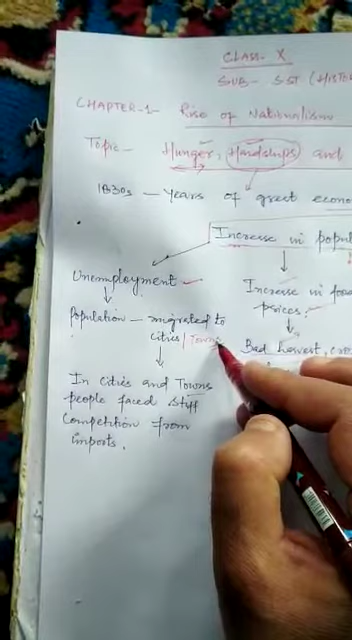 CLASS- X
SUB- SST (HISTO
CHAPTER-1- Rise of Nationalism
Topic- Hunger, Hardships and
1830s - Years of great econo
Increase in popul
Unemployment
Increase in food
prices.
Population - migrated to
cities/Towns
Bad harvest,
In Cities and Towns
people faced stiff
Competition from
imports.